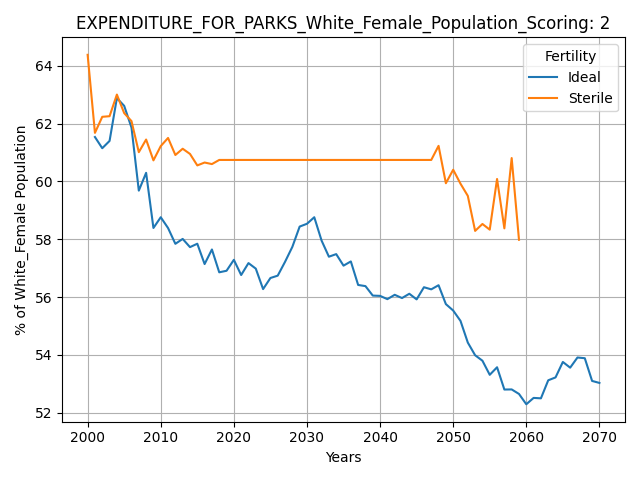 EXPENDITURE_FOR_PARKS_White_Female_Population_Scoring: 2
Fertility
Ideal
Sterile
% of White_Female Population
64
62
60
58
56
54
52
2000 2010 2020 2030 2040 2050 2060 2070
Years